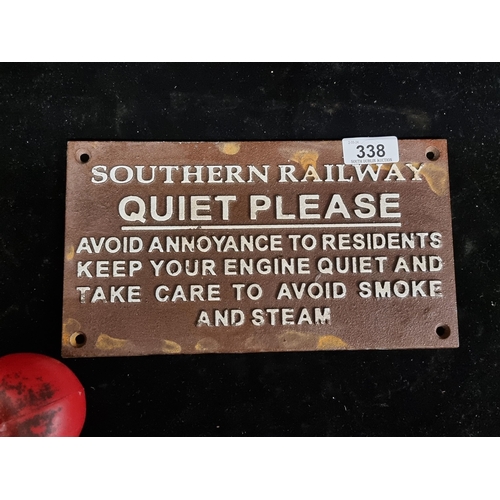 338
SOUTHERN RAILWAY
QUIET PLEASE
AVOID ANNOYANCE TO RESIDENTS
KEEP YOUR ENGINE QUIET AND
TAKE CARE TO AVOID SMOKE
AND STEAM